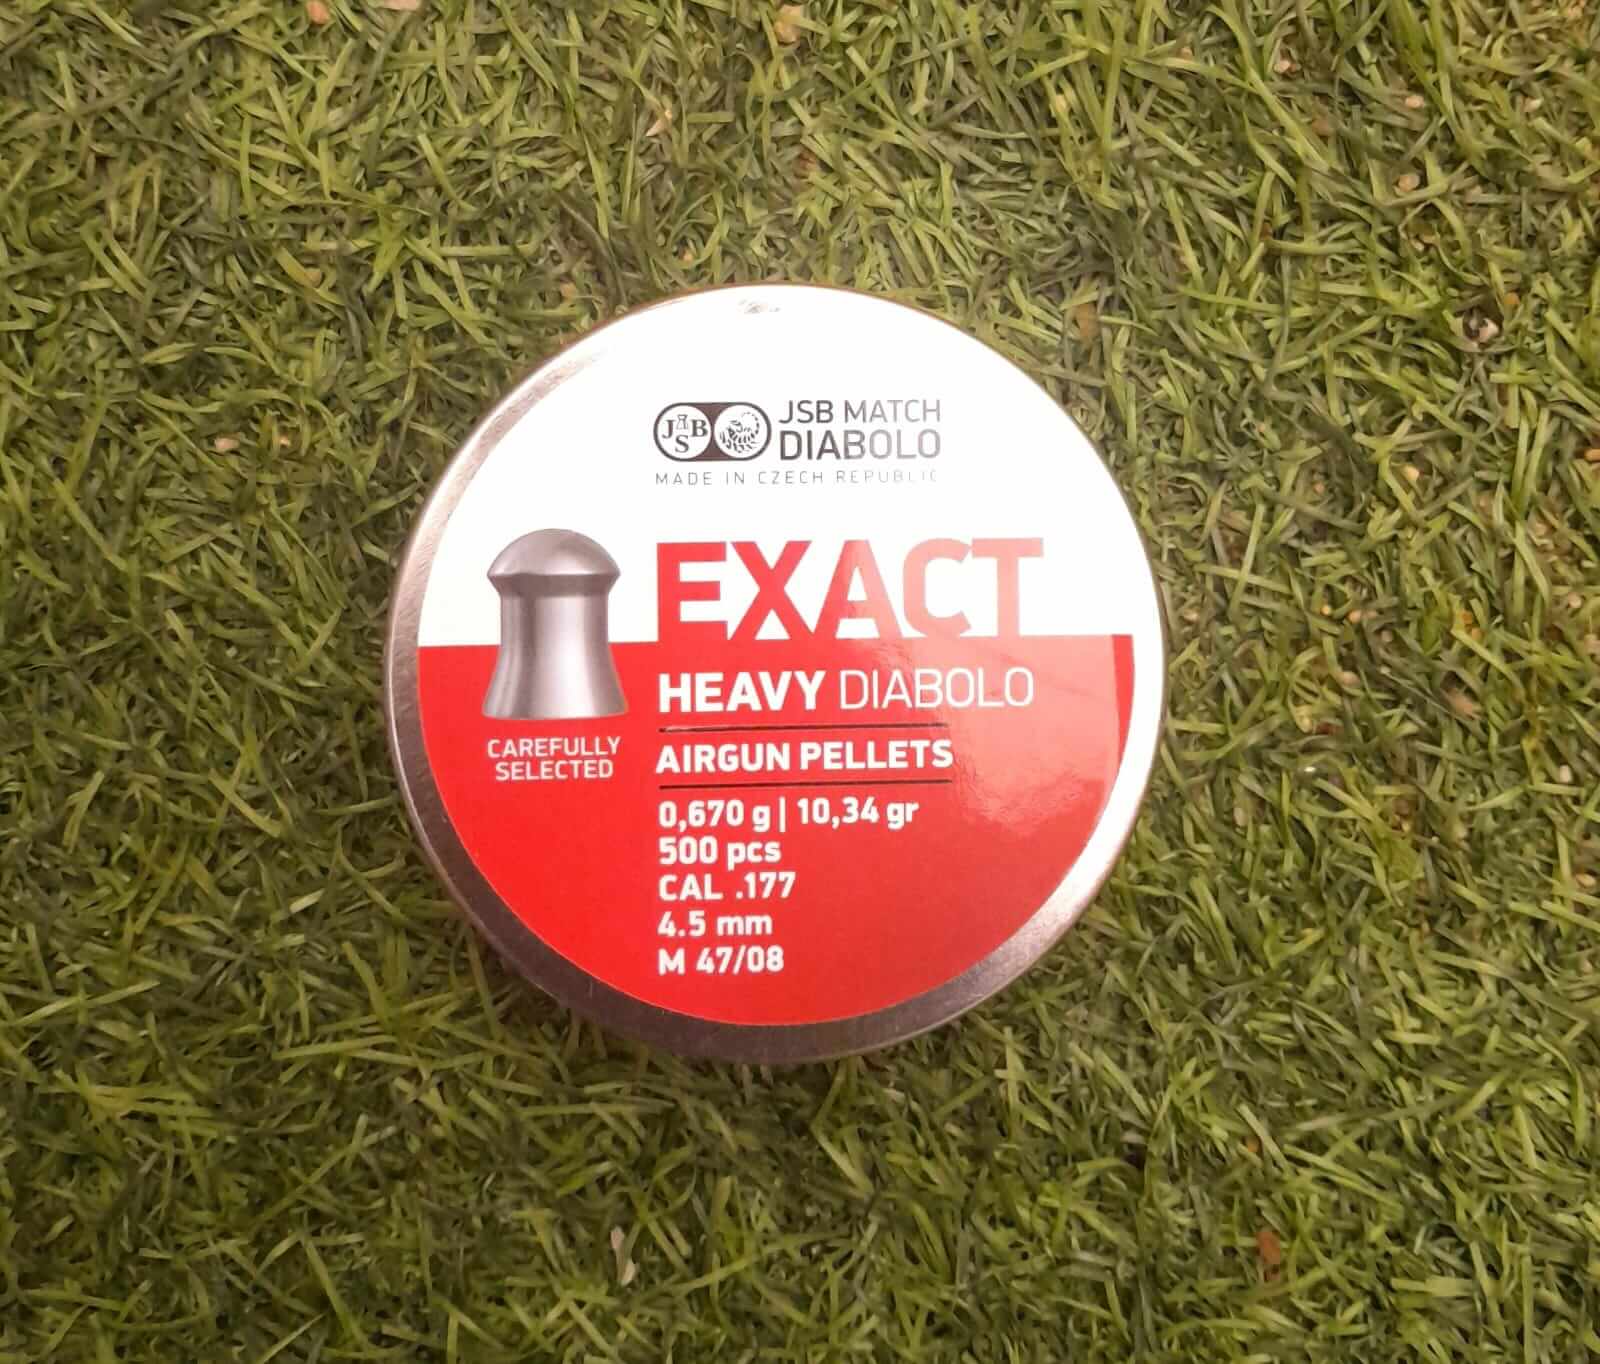 JSB
JSB MATCH
DIABOLO
MADE IN CZECH REPUBLIC
EXACT
HEAVY DIABOLO
CAREFULLY
SELECTED
AIRGUN PELLETS
0,670 g | 10,34 gr
500 pcs
CAL .177
4.5 mm
M 47/08